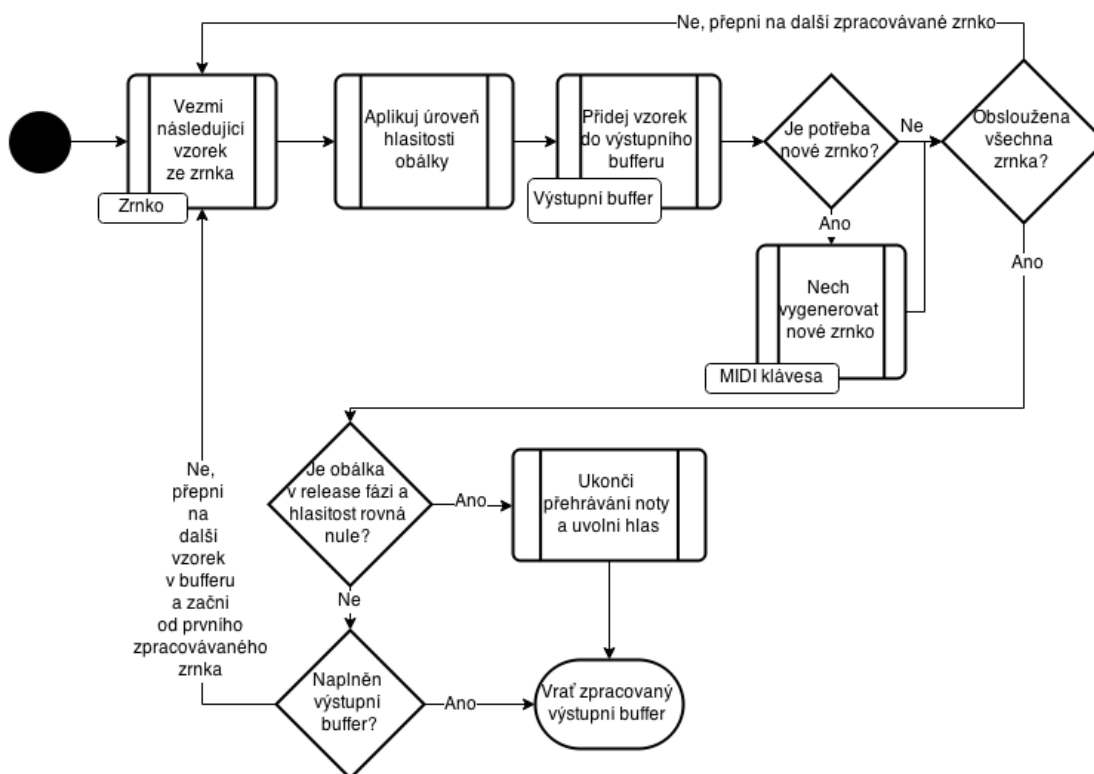 Ne, přepni na další zpracovávané zrnko
Vezmi
následující
vzorek
ze zrnka
Zrnko
Aplikuj úroveň
hlasitosti
obálky
Přidej vzorek
do výstupního
bufferu
Výstupní buffer
Je potřeba
nové zrnko?
Ne
Obsloužena
všechna
zrnka?
Ano
Ano
Nech
vygenerovat
nové zrnko
MIDI klávesa
Je obálka
v release fázi a
hlasitost rovná
nule?
Ano
Ukonči
přehrávání noty
a uvolni hlas
Ne,
přepni
na
další
vzorek
v bufferu
a začni
od prvního
zpracovávaného
zrnka
Ne
Naplněn
výstupní
buffer?
Ano
Vrať zpracovaný
výstupní buffer